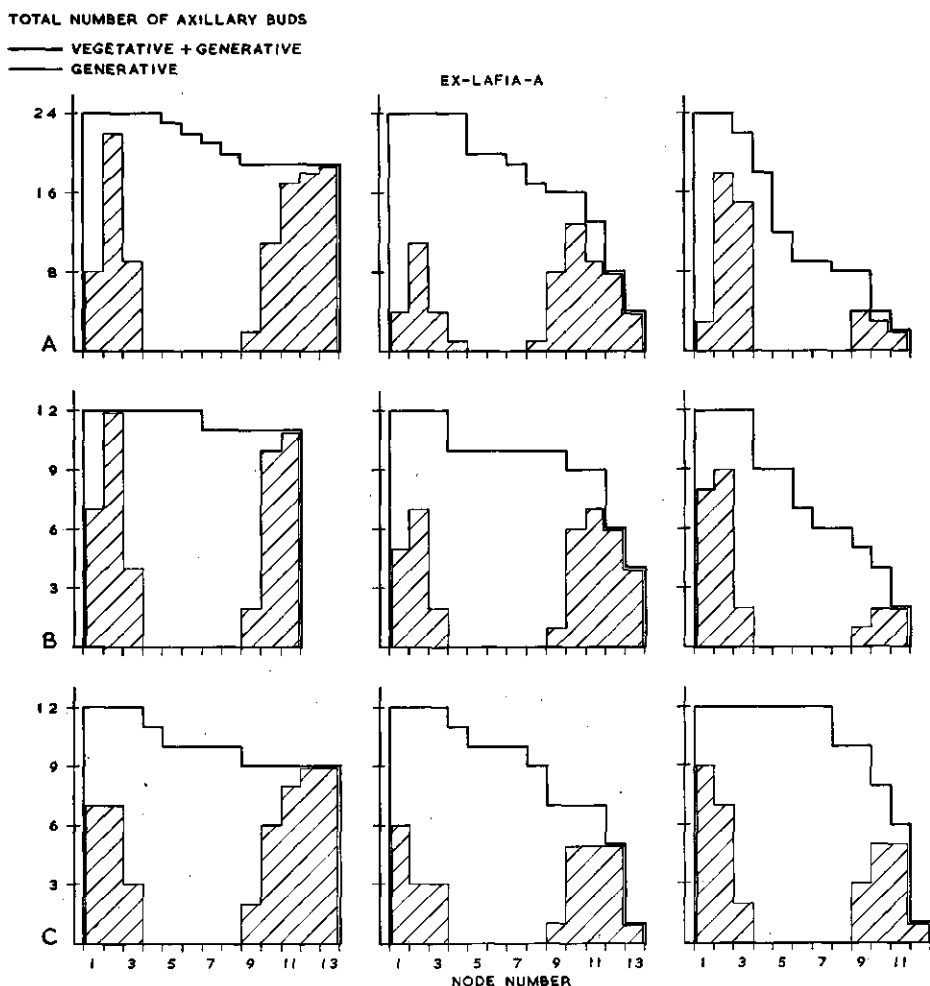 TOTAL NUMBER OF AXILLARY BUDS
VEGETATIVE + GENERATIVE
GENERATIVE
EX-LAFIA-A
24
16
8
A
12
9
6
3
B
12
9
6
3
C
1 3 5 7 9 11 13 1 3 5 7 9 11 13 1 3 5 7 9 11
NODE NUMBER